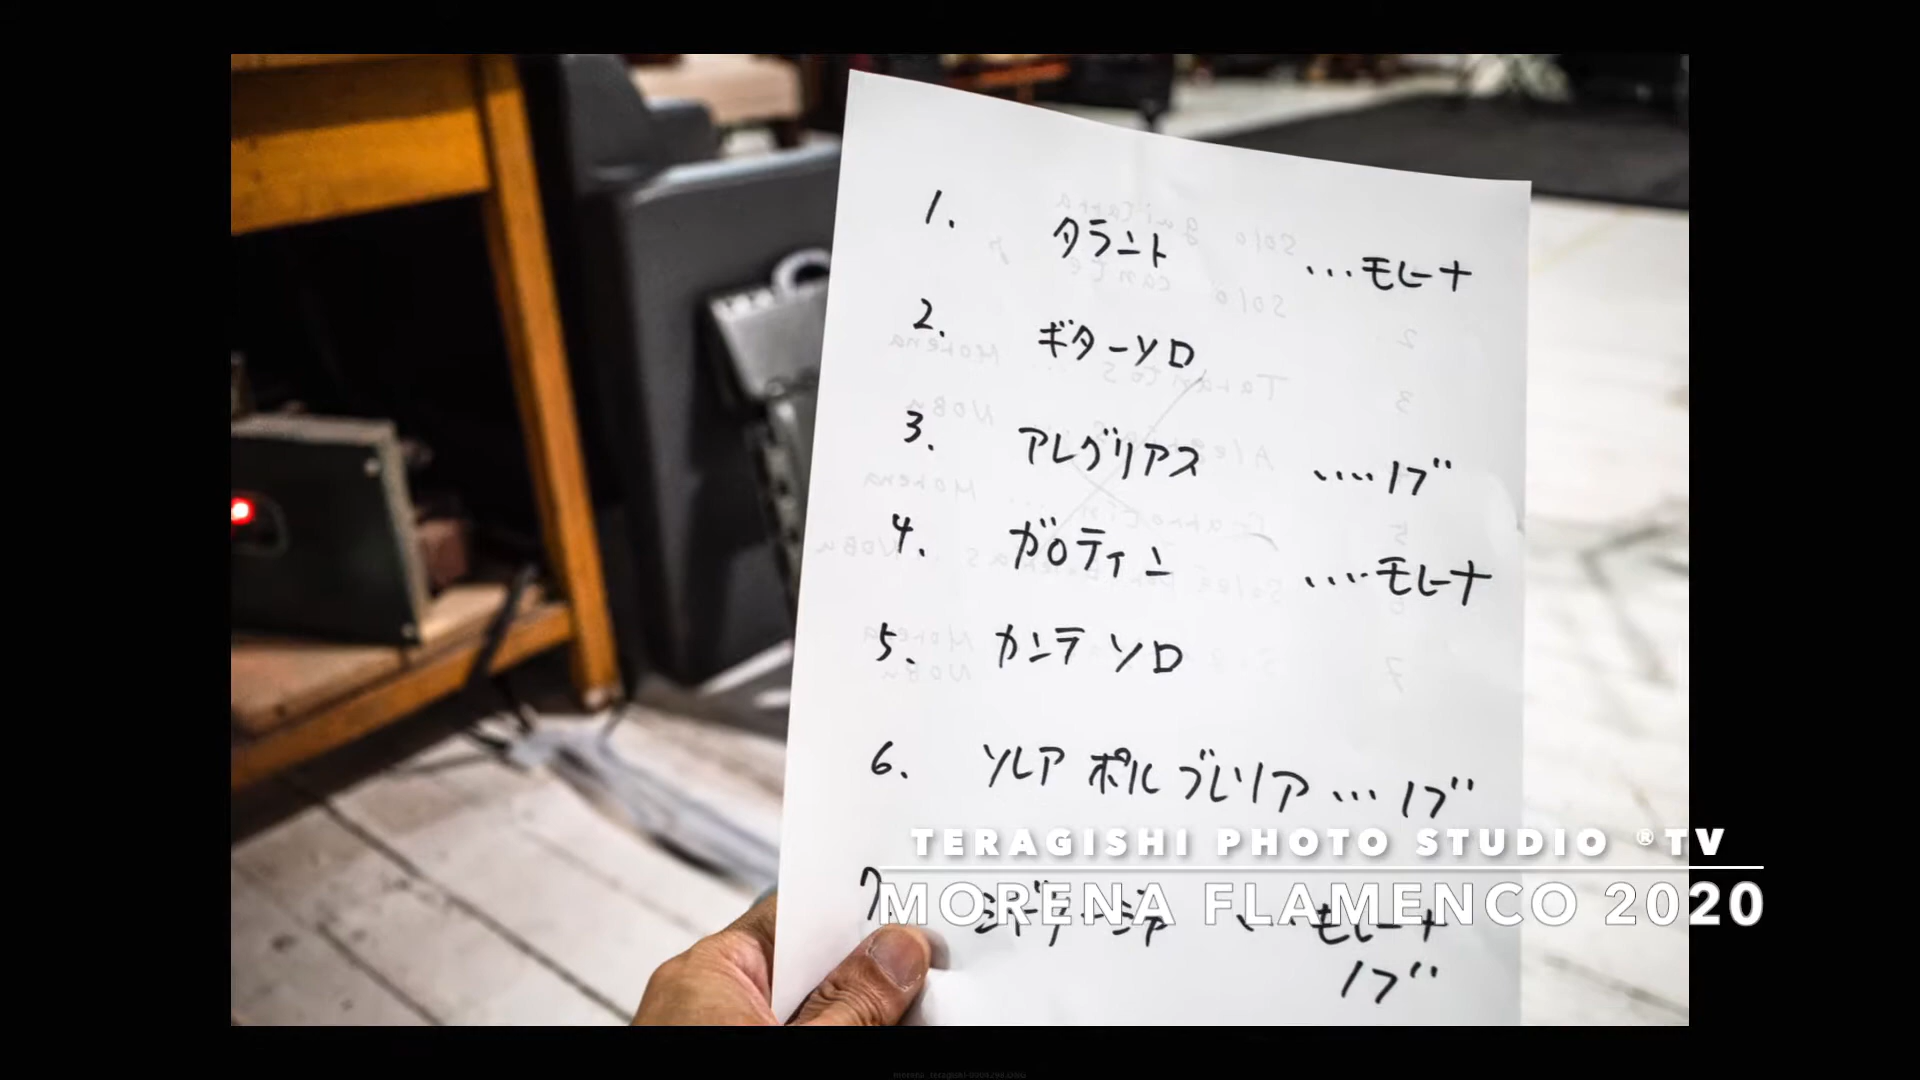 1. タラント ...モレーナ
2. ギターソロ
3. アレグリアス ....ノブ
4. ガロティン ....モレーナ
5. カンテ ソロ
6. ソレア ポル ブレリア ...ノブ
TERAGISHI PHOTO STUDIO ®TV
7. ...モレーナ
MORENA FLAMENCO 2020
ノブ